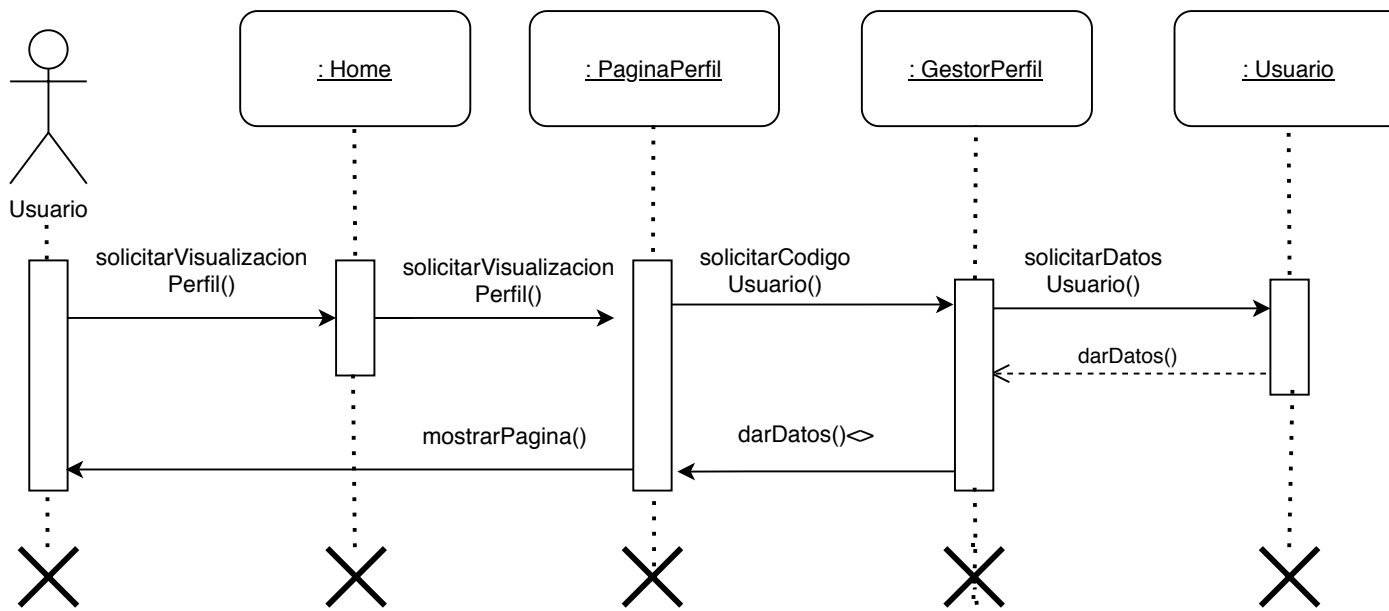 : Home
: PaginaPerfil
: GestorPerfil
: Usuario
Usuario
solicitarVisualizacion
Perfil()
solicitarVisualizacion
Perfil()
solicitarCodigo
Usuario()
solicitarDatos
Usuario()
darDatos()
mostrarPagina()
darDatos()<>